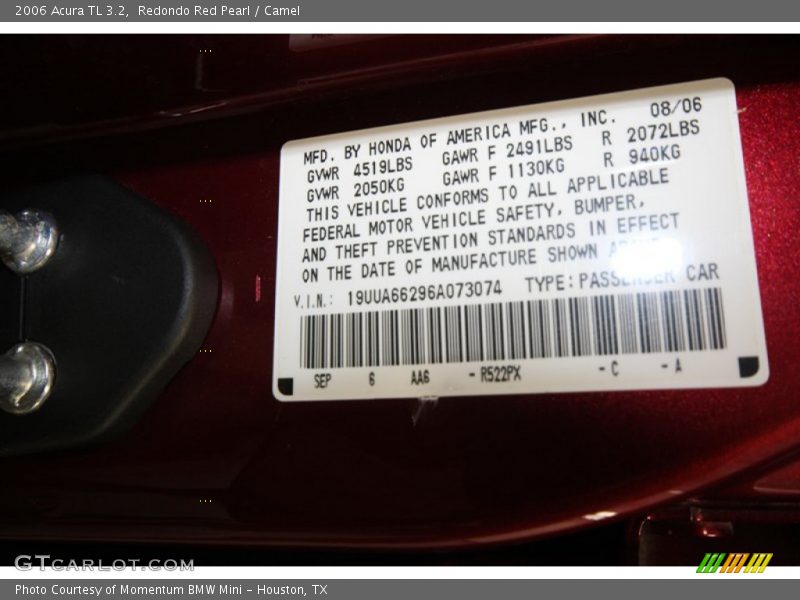 2006 Acura TL 3.2,  Redondo Red Pearl / Camel
MFD. BY HONDA OF AMERICA MFG., INC. 08/06
GVWR 4519LBS GAWR F 2491LBS R 2072LBS
GVWR 2050KG GAWR F 1130KG R 940KG
THIS VEHICLE CONFORMS TO ALL APPLICABLE
FEDERAL MOTOR VEHICLE SAFETY, BUMPER,
AND THEFT PREVENTION STANDARDS IN EFFECT
ON THE DATE OF MANUFACTURE SHOWN
V.I.N.: 19UUA66296A073074 TYPE:PASSENGER CAR
SEP 6 AA6 - R522PX - C - A
GTCARLOT.COM
Photo Courtesy of Momentum BMW Mini - Houston, TX